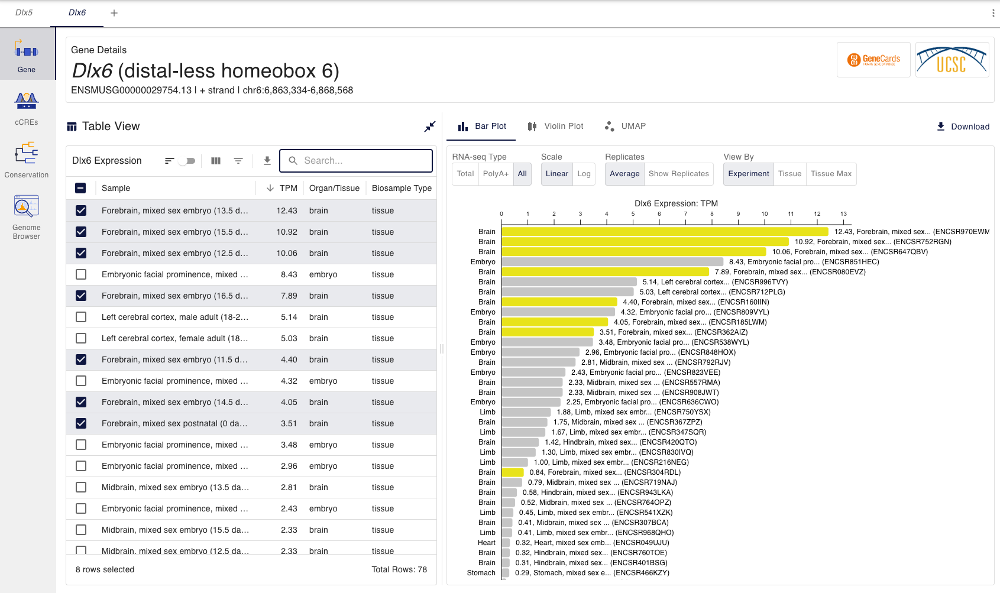 Dlx5
Dlx6
Gene
cCREs
Conservation
Genome
Browser
Gene Details
Dlx6 (distal-less homeobox 6)
ENSMUSG00000029754.13 | + strand | chr6:6,863,334-6,868,568
GeneCards
HUMAN GENE DATABASE
UCSC
Table View
Dlx6 Expression
Search...
Sample TPM Organ/Tissue Biosample Type
Forebrain, mixed sex embryo (13.5 d... 12.43 brain tissue
Forebrain, mixed sex embryo (15.5 d... 10.92 brain tissue
Forebrain, mixed sex embryo (12.5 d... 10.06 brain tissue
Embryonic facial prominence, mixed ... 8.43 embryo tissue
Forebrain, mixed sex embryo (16.5 d... 7.89 brain tissue
Left cerebral cortex, male adult (18-2... 5.14 brain tissue
Left cerebral cortex, female adult (18... 5.03 brain tissue
Forebrain, mixed sex embryo (11.5 d... 4.40 brain tissue
Embryonic facial prominence, mixed ... 4.32 embryo tissue
Forebrain, mixed sex embryo (14.5 d... 4.05 brain tissue
Forebrain, mixed sex postnatal (0 da... 3.51 brain tissue
Embryonic facial prominence, mixed ... 3.48 embryo tissue
Embryonic facial prominence, mixed ... 2.96 embryo tissue
Midbrain, mixed sex embryo (13.5 da... 2.81 brain tissue
Embryonic facial prominence, mixed ... 2.43 embryo tissue
Midbrain, mixed sex embryo (15.5 da... 2.33 brain tissue
Midbrain, mixed sex embryo (12.5 da... 2.33 brain tissue
8 rows selected Total Rows: 78
Bar Plot Violin Plot UMAP Download
RNA-seq Type Scale Replicates View By
Total PolyA+ All Linear Log Average Show Replicates Experiment Tissue Tissue Max
Dlx6 Expression: TPM
0 1 2 3 4 5 6 7 8 9 10 11 12 13
Brain 12.43, Forebrain, mixed sex... (ENCSR970EWM
Brain 10.92, Forebrain, mixed sex... (ENCSR752RGN)
Brain 10.06, Forebrain, mixed sex... (ENCSR647QBV)
Embryo 8.43, Embryonic facial pro... (ENCSR851HEC)
Brain 7.89, Forebrain, mixed sex... (ENCSR080EVZ)
Brain 5.14, Left cerebral cortex... (ENCSR996TVY)
Brain 5.03, Left cerebral cortex... (ENCSR712PLG)
Brain 4.40, Forebrain, mixed sex... (ENCSR160IIN)
Embryo 4.32, Embryonic facial pro... (ENCSR809VYL)
Brain 4.05, Forebrain, mixed sex... (ENCSR185LWM)
Brain 3.51, Forebrain, mixed sex... (ENCSR362AIZ)
Embryo 3.48, Embryonic facial pro... (ENCSR538WYL)
Embryo 2.96, Embryonic facial pro... (ENCSR848HOX)
Brain 2.81, Midbrain, mixed sex ... (ENCSR792RJV)
Embryo 2.43, Embryonic facial pro... (ENCSR823VEE)
Brain 2.33, Midbrain, mixed sex ... (ENCSR557RMA)
Brain 2.33, Midbrain, mixed sex ... (ENCSR908JWT)
Embryo 2.25, Embryonic facial pro... (ENCSR636CWO)
Limb 1.88, Limb, mixed sex embr... (ENCSR750YSX)
Brain 1.75, Midbrain, mixed sex ... (ENCSR367ZPZ)
Limb 1.67, Limb, mixed sex embr... (ENCSR347SQR)
Brain 1.42, Hindbrain, mixed sex... (ENCSR420QTO)
Limb 1.30, Limb, mixed sex embr... (ENCSR830IVQ)
Limb 1.00, Limb, mixed sex embr... (ENCSR216NEG)
Brain 0.84, Forebrain, mixed sex... (ENCSR304RDL)
Brain 0.79, Midbrain, mixed sex ... (ENCSR719NAJ)
Brain 0.58, Hindbrain, mixed sex... (ENCSR943LKA)
Brain 0.52, Midbrain, mixed sex ... (ENCSR764OPZ)
Limb 0.45, Limb, mixed sex embr... (ENCSR541XZK)
Brain 0.41, Midbrain, mixed sex ... (ENCSR307BCA)
Limb 0.41, Limb, mixed sex embr... (ENCSR968QHO)
Heart 0.32, Heart, mixed sex emb... (ENCSR049UJU)
Brain 0.32, Hindbrain, mixed sex... (ENCSR760TOE)
Brain 0.31, Hindbrain, mixed sex... (ENCSR401BSG)
Stomach 0.29, Stomach, mixed sex e... (ENCSR466KZY)